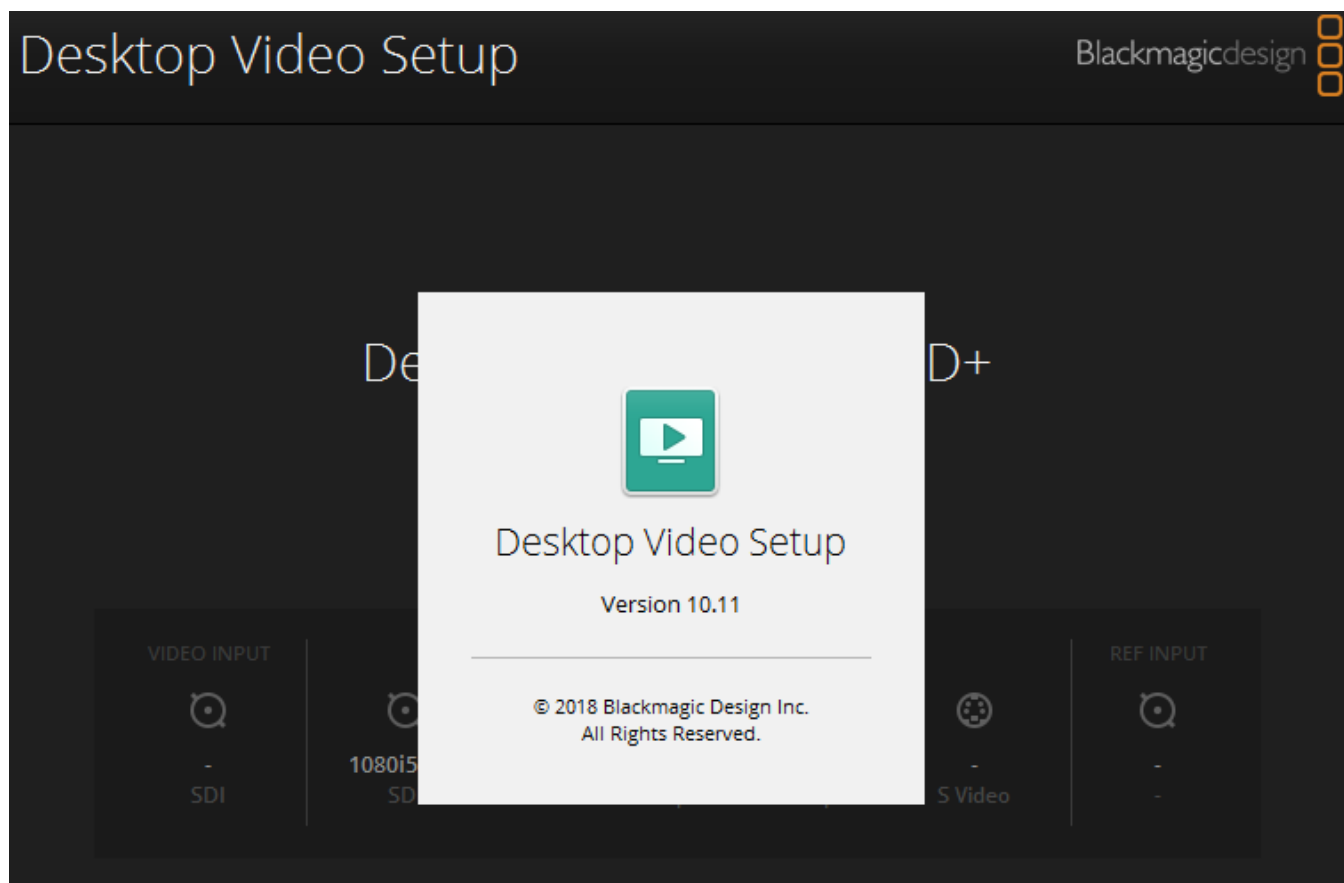 Desktop Video Setup
Blackmagicdesign
De
D+
Desktop Video Setup
Version 10.11
© 2018 Blackmagic Design Inc.
All Rights Reserved.
VIDEO INPUT
REF INPUT
1080i5
-
-
-
SDI
SD
S Video
-